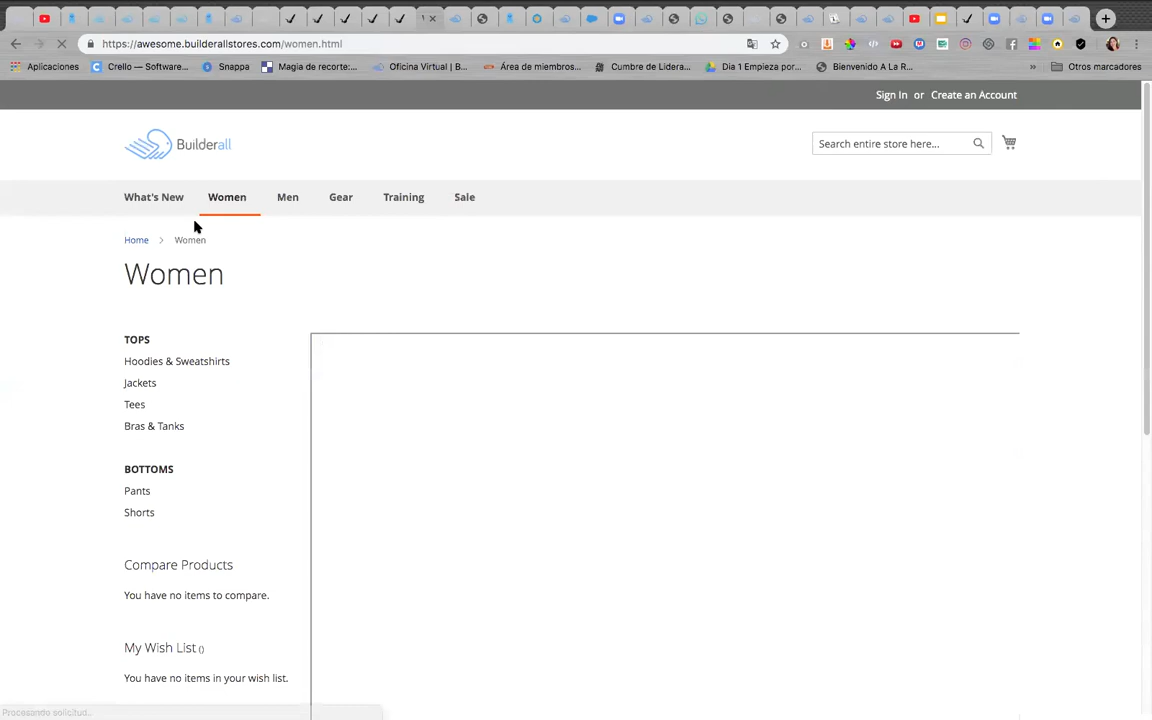 https://awesome.builderallstores.com/women.html
Aplicaciones
Crello — Software...
Snappa
Magia de recorte:...
Oficina Virtual | B...
Área de miembros...
Cumbre de Lidera...
Dia 1 Empieza por...
Bienvenido A La R...
»
Otros marcadores
Sign In or Create an Account
Builderall
Search entire store here...
What's New Women Men Gear Training Sale
Home > Women
Women
TOPS
Hoodies & Sweatshirts
Jackets
Tees
Bras & Tanks
BOTTOMS
Pants
Shorts
Compare Products
You have no items to compare.
My Wish List ()
You have no items in your wish list.
Procesando solicitud...